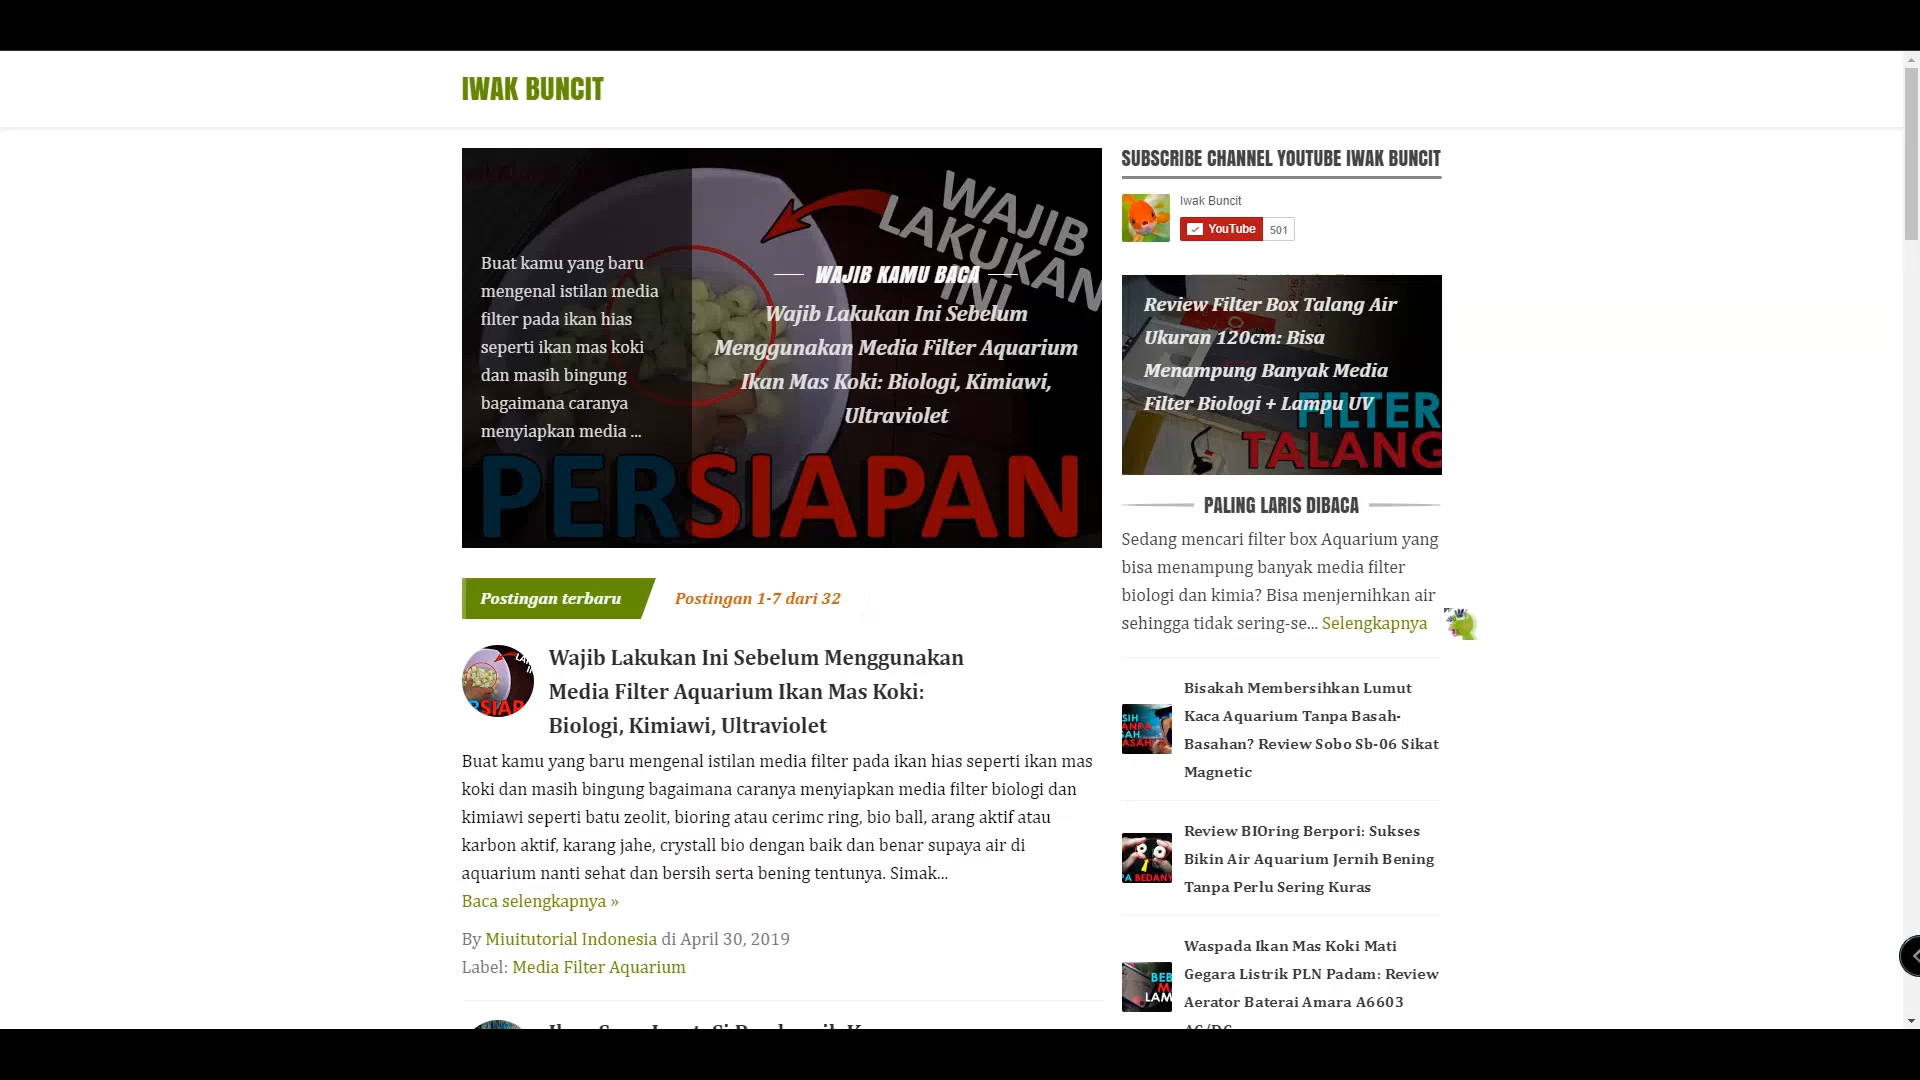 IWAK BUNCIT
Buat kamu yang baru
mengenal istilan media
filter pada ikan hias
seperti ikan mas koki
dan masih bingung
bagaimana caranya
menyiapkan media ...
WAJIB
LAKUKAN
INI
WAJIB KAMU BACA
Wajib Lakukan Ini Sebelum
Menggunakan Media Filter Aquarium
Ikan Mas Koki: Biologi, Kimiawi,
Ultraviolet
PERSIAPAN
Postingan terbaru
Postingan 1-7 dari 32
Wajib Lakukan Ini Sebelum Menggunakan
Media Filter Aquarium Ikan Mas Koki:
Biologi, Kimiawi, Ultraviolet
Buat kamu yang baru mengenal istilan media filter pada ikan hias seperti ikan mas
koki dan masih bingung bagaimana caranya menyiapkan media filter biologi dan
kimiawi seperti batu zeolit, bioring atau cerimc ring, bio ball, arang aktif atau
karbon aktif, karang jahe, crystall bio dengan baik dan benar supaya air di
aquarium nanti sehat dan bersih serta bening tentunya. Simak...
Baca selengkapnya »
By Miuitutorial Indonesia di April 30, 2019
Label: Media Filter Aquarium
SUBSCRIBE CHANNEL YOUTUBE IWAK BUNCIT
Iwak Buncit
YouTube 501
Review Filter Box Talang Air
Ukuran 120cm: Bisa
Menampung Banyak Media
Filter Biologi + Lampu UV
FILTER
TALANG
PALING LARIS DIBACA
Sedang mencari filter box Aquarium yang
bisa menampung banyak media filter
biologi dan kimia? Bisa menjernihkan air
sehingga tidak sering-se... Selengkapnya
Bisakah Membersihkan Lumut
Kaca Aquarium Tanpa Basah-
Basahan? Review Sobo Sb-06 Sikat
Magnetic
Review BIOring Berpori: Sukses
Bikin Air Aquarium Jernih Bening
Tanpa Perlu Sering Kuras
Waspada Ikan Mas Koki Mati
Gegara Listrik PLN Padam: Review
Aerator Baterai Amara A6603
AC/DC